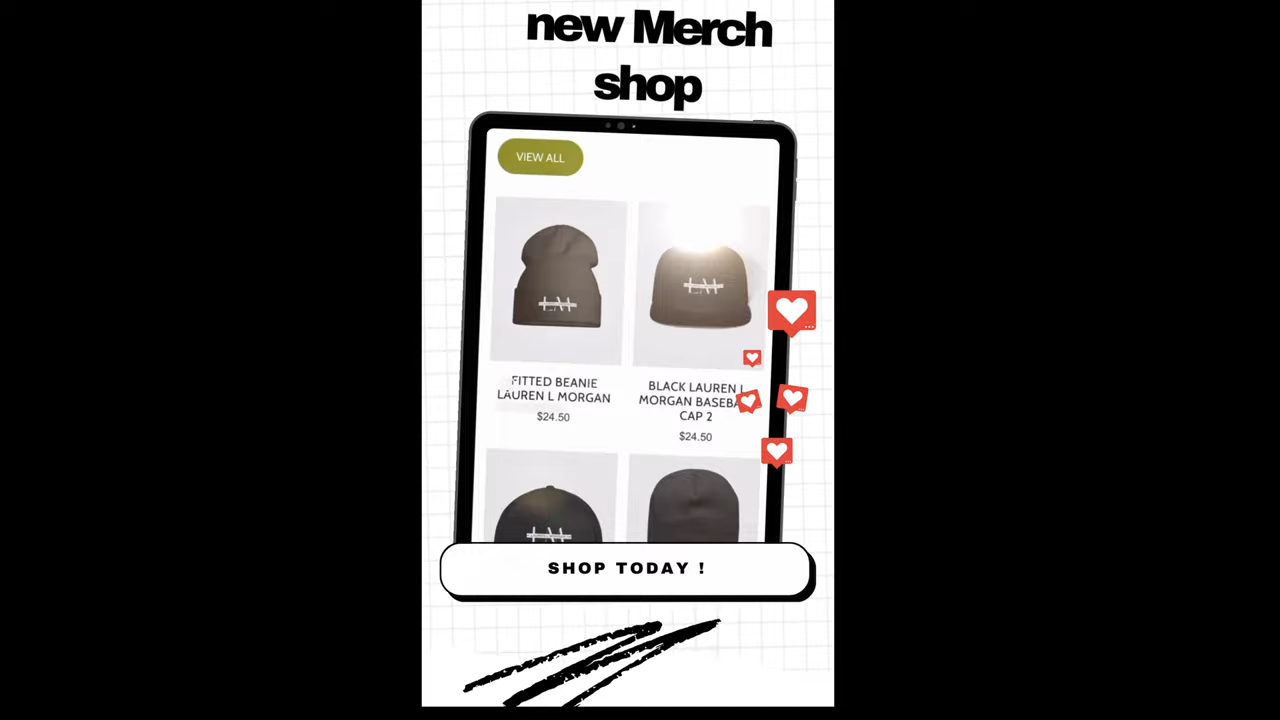 new Merch
shop
VIEW ALL
FITTED BEANIE
LAUREN L MORGAN
$24.50
BLACK LAUREN L
MORGAN
CAP 2
$24.50
SHOP TODAY !